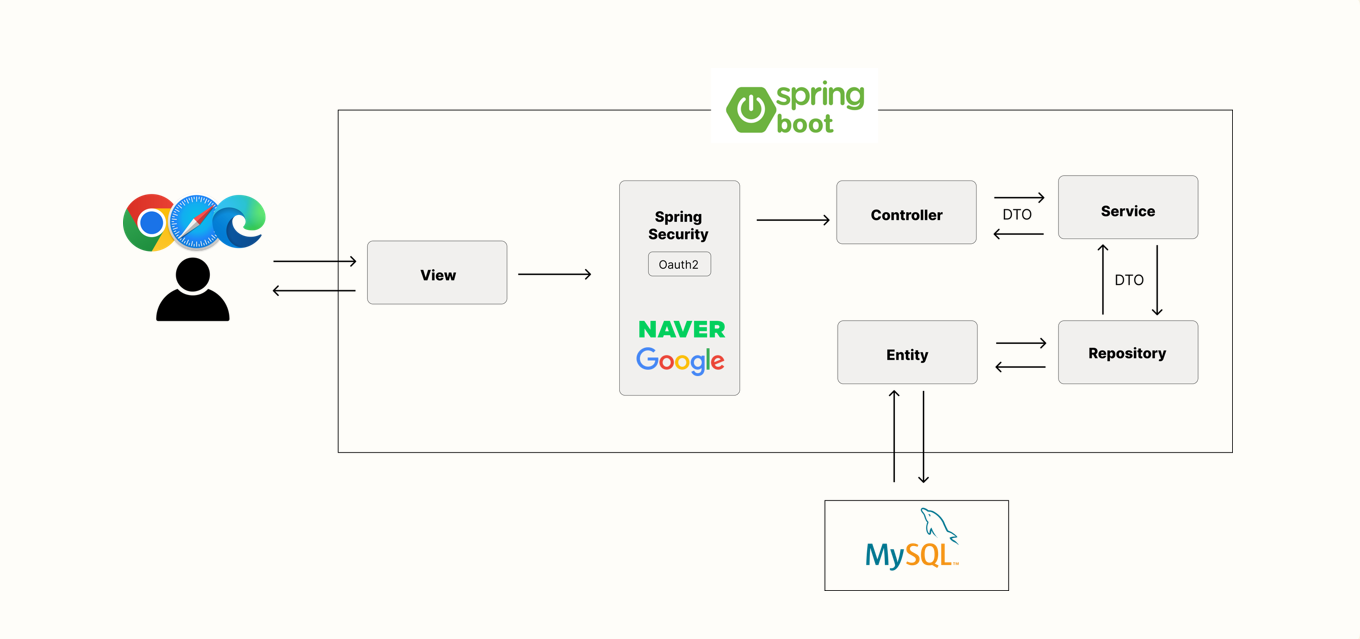 spring
boot
Spring
Security
Oauth2
NAVER
Google
View
Controller
DTO
Service
DTO
Entity
Repository
MySQL™